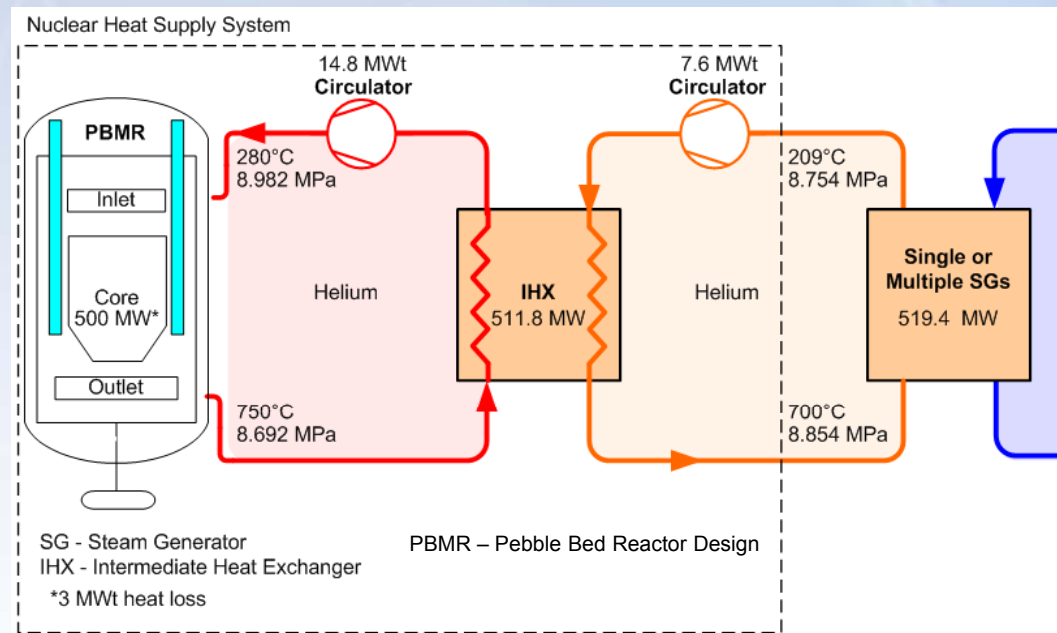 Nuclear Heat Supply System
14.8 MWt
Circulator
7.6 MWt
Circulator
PBMR
280°C
8.982 MPa
209°C
8.754 MPa
Inlet
Core
500 MW*
Helium
IHX
511.8 MW
Helium
Single or
Multiple SGs
519.4 MW
Outlet
750°C
8.692 MPa
700°C
8.854 MPa
SG - Steam Generator
IHX - Intermediate Heat Exchanger
*3 MWt heat loss
PBMR – Pebble Bed Reactor Design